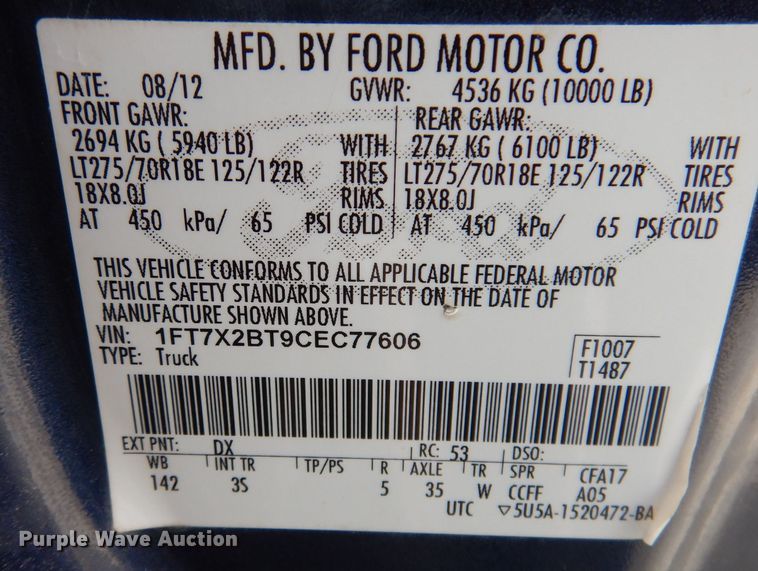 MFD. BY FORD MOTOR CO.
DATE: 08/12 GVWR: 4536 KG (10000 LB)
FRONT GAWR: REAR GAWR:
2694 KG ( 5940 LB) WITH 2767 KG ( 6100 LB) WITH
LT275/70R18E 125/122R TIRES LT275/70R18E 125/122R TIRES
18X8.0J RIMS 18X8.0J RIMS
AT 450 kPa/ 65 PSI COLD AT 450 kPa/ 65 PSI COLD
THIS VEHICLE CONFORMS TO ALL APPLICABLE FEDERAL MOTOR
VEHICLE SAFETY STANDARDS IN EFFECT ON THE DATE OF
MANUFACTURE SHOWN ABOVE.
VIN: 1FT7X2BT9CEC77606 F1007
TYPE: Truck T1487
EXT PNT: DX RC: 53 DSO:
WB INT TR TP/PS R AXLE TR SPR CFA17
142 3S 5 35 W CCFF A05
UTC ▽5U5A-1520472-BA
Ford
Purple Wave Auction